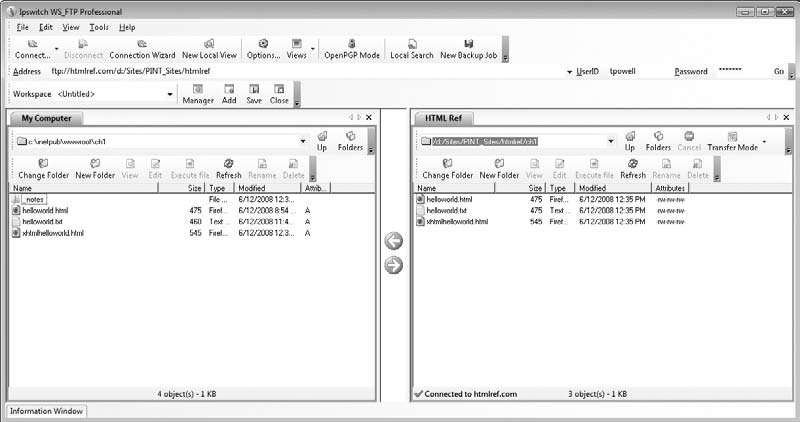 Ipswitch WS_FTP Professional
File Edit View Tools Help
Connect... Disconnect Connection Wizard New Local View Options... Views OpenPGP Mode Local Search New Backup Job
Address ftp://htmlref.com/d:/Sites/PINT_Sites/htmlref UserID tpowell Password ******* Go
Workspace <Untitled> Manager Add Save Close
My Computer
c:\inetpub\wwwroot\ch1 Up Folders
Change Folder New Folder View Edit Execute file Refresh Rename Delete
Name Size Type Modified Attrib...
_notes File ... 6/12/2008 12:3...
helloworld.html 475 Firef... 6/12/2008 8:54 ... A
helloworld.txt 460 Text ... 6/12/2008 11:4... A
xhtmlhelloworld.html 545 Firef... 6/12/2008 12:3... A
4 object(s) - 1 KB
HTML Ref
/d:/Sites/PINT_Sites/htmlref/ch1 Up Folders Cancel Transfer Mode
Change Folder New Folder View Edit Execute file Refresh Rename Delete
Name Size Type Modified Attributes
helloworld.html 475 Firef... 6/12/2008 12:35 PM -rw-rw-rw-
helloworld.txt 475 Text ... 6/12/2008 12:35 PM -rw-rw-rw-
xhtmlhelloworld.html 545 Firef... 6/12/2008 12:35 PM -rw-rw-rw-
Connected to htmlref.com 3 object(s) - 1 KB
Information Window